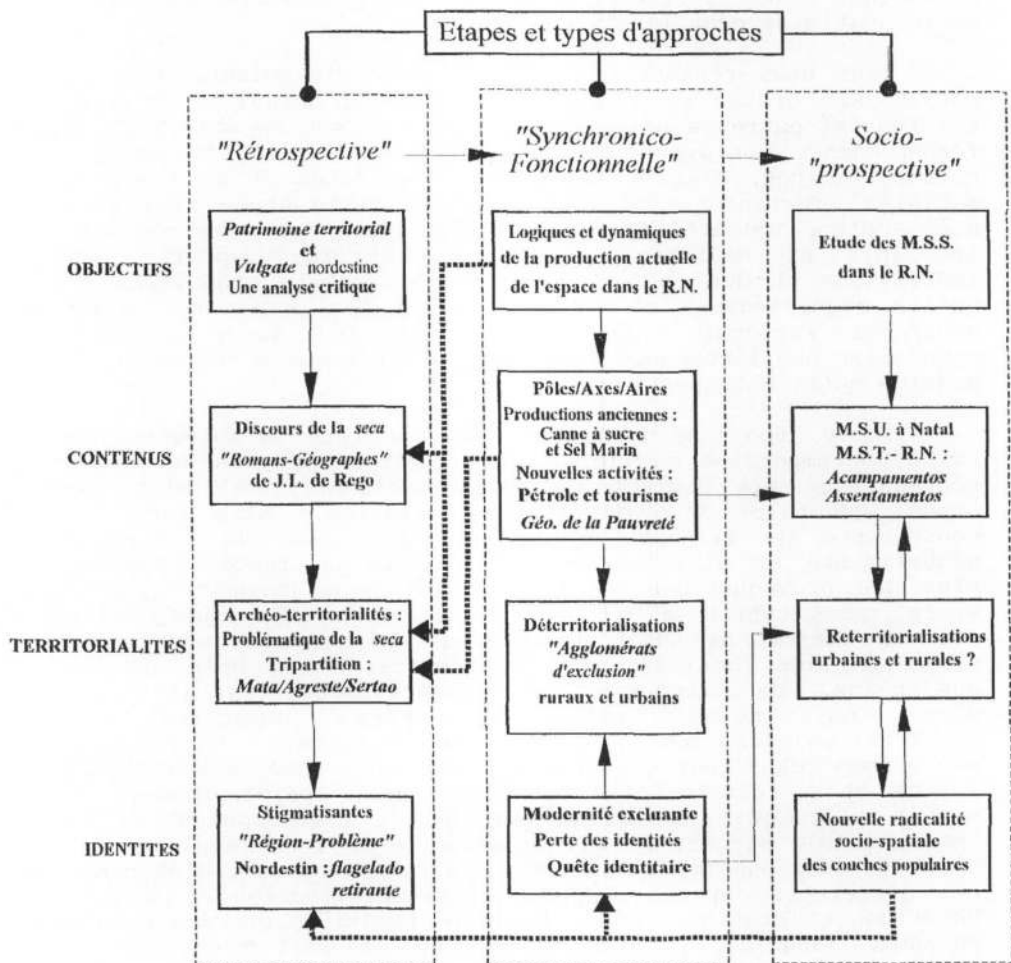 Etapes et types d'approches
"Rétrospective"
"Synchronico-
Fonctionnelle"
Socio-
"prospective"
OBJECTIFS
Patrimoine territorial
et
Vulgate nordestine
Une analyse critique
Logiques et dynamiques
de la production actuelle
de l'espace dans le R.N.
Etude des M.S.S.
dans le R.N.
CONTENUS
Discours de la seca
"Romans-Géographes"
de J.L. de Rego
Pôles/Axes/Aires
Productions anciennes :
Canne à sucre
et Sel Marin
Nouvelles activités :
Pétrole et tourisme
Géo. de la Pauvreté
M.S.U. à Natal
M.S.T.- R.N. :
Acampamentos
Assentamentos
TERRITORIALITES
Archéo-territorialités :
Problématique de la seca
Tripartition :
Mata/Agreste/Sertao
Déterritorialisations
"Agglomérats
d'exclusion"
ruraux et urbains
Reterritorialisations
urbaines et rurales ?
IDENTITES
Stigmatisantes
"Région-Problème"
Nordestin : flagelado
retirante
Modernité excluante
Perte des identités
Quête identitaire
Nouvelle radicalité
socio-spatiale
des couches populaires